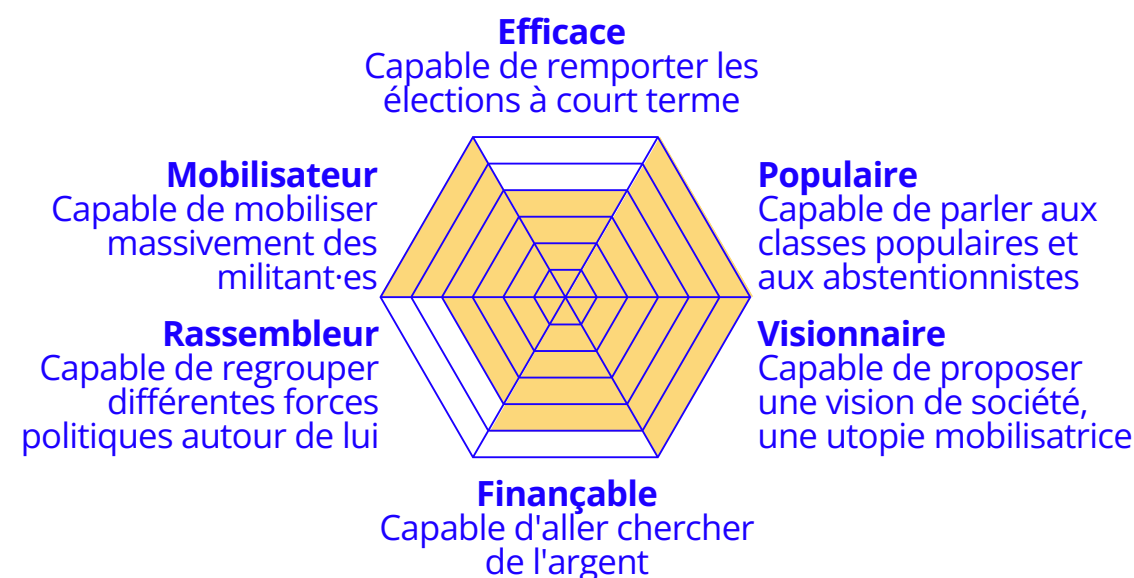 Efficace
Capable de remporter les
élections à court terme
Mobilisateur
Capable de mobiliser
massivement des
militant·es
Populaire
Capable de parler aux
classes populaires et
aux abstentionnistes
Rassembleur
Capable de regrouper
différentes forces
politiques autour de lui
Visionnaire
Capable de proposer
une vision de société,
une utopie mobilisatrice
Finançable
Capable d'aller chercher
de l'argent